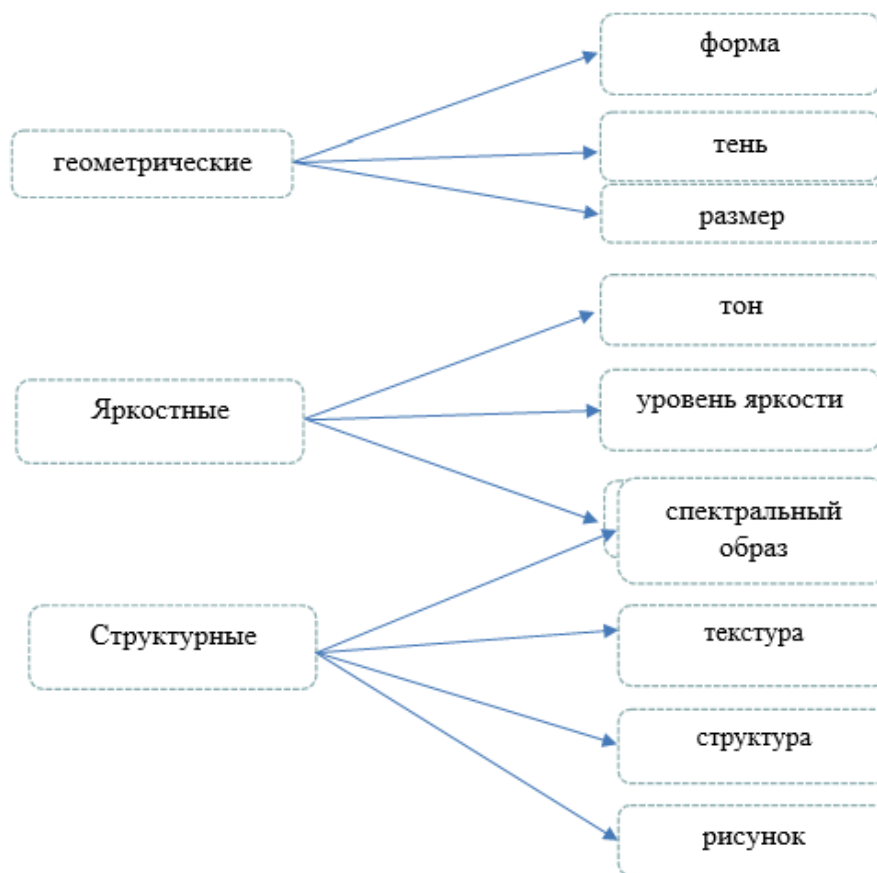 форма
тень
геометрические
размер
тон
уровень яркости
Яркостные
спектральный
образ
Структурные
текстура
структура
рисунок